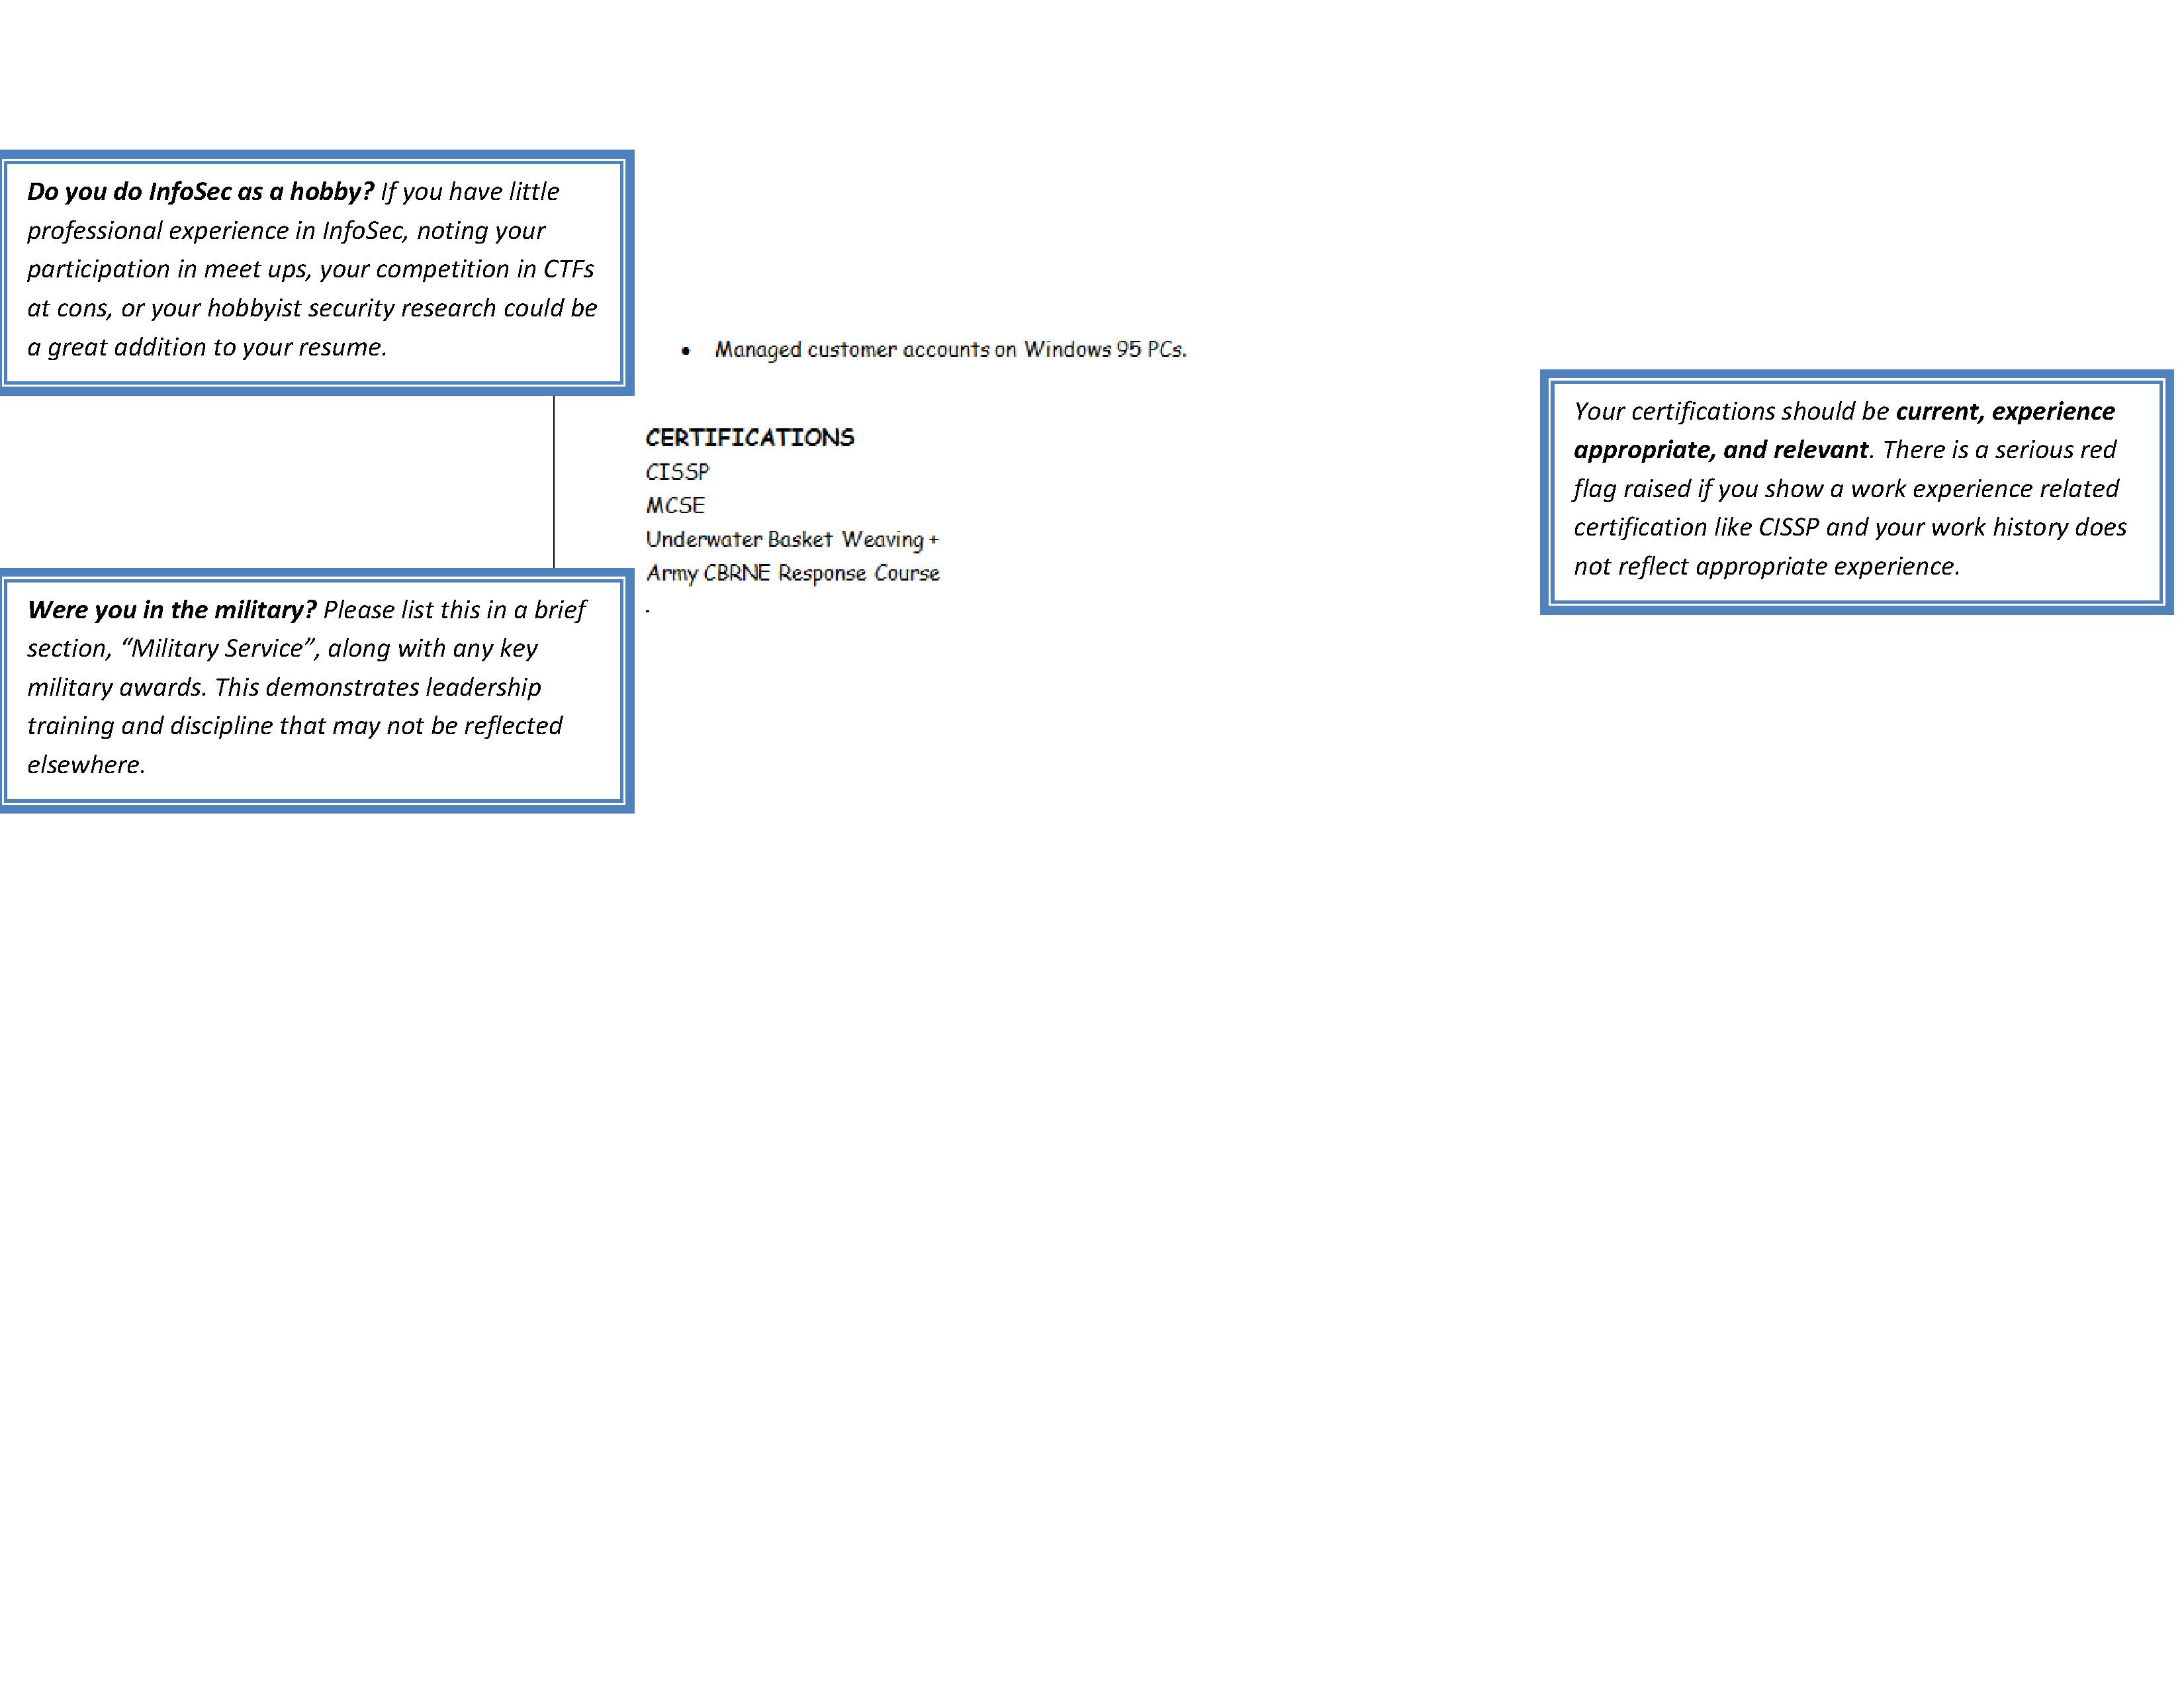 Do you do InfoSec as a hobby? If you have little
professional experience in InfoSec, noting your
participation in meet ups, your competition in CTFs
at cons, or your hobbyist security research could be
a great addition to your resume.
• Managed customer accounts on Windows 95 PCs.
CERTIFICATIONS
CISSP
MCSE
Underwater Basket Weaving +
Army CBRNE Response Course
-
Your certifications should be current, experience
appropriate, and relevant. There is a serious red
flag raised if you show a work experience related
certification like CISSP and your work history does
not reflect appropriate experience.
Were you in the military? Please list this in a brief
section, “Military Service”, along with any key
military awards. This demonstrates leadership
training and discipline that may not be reflected
elsewhere.